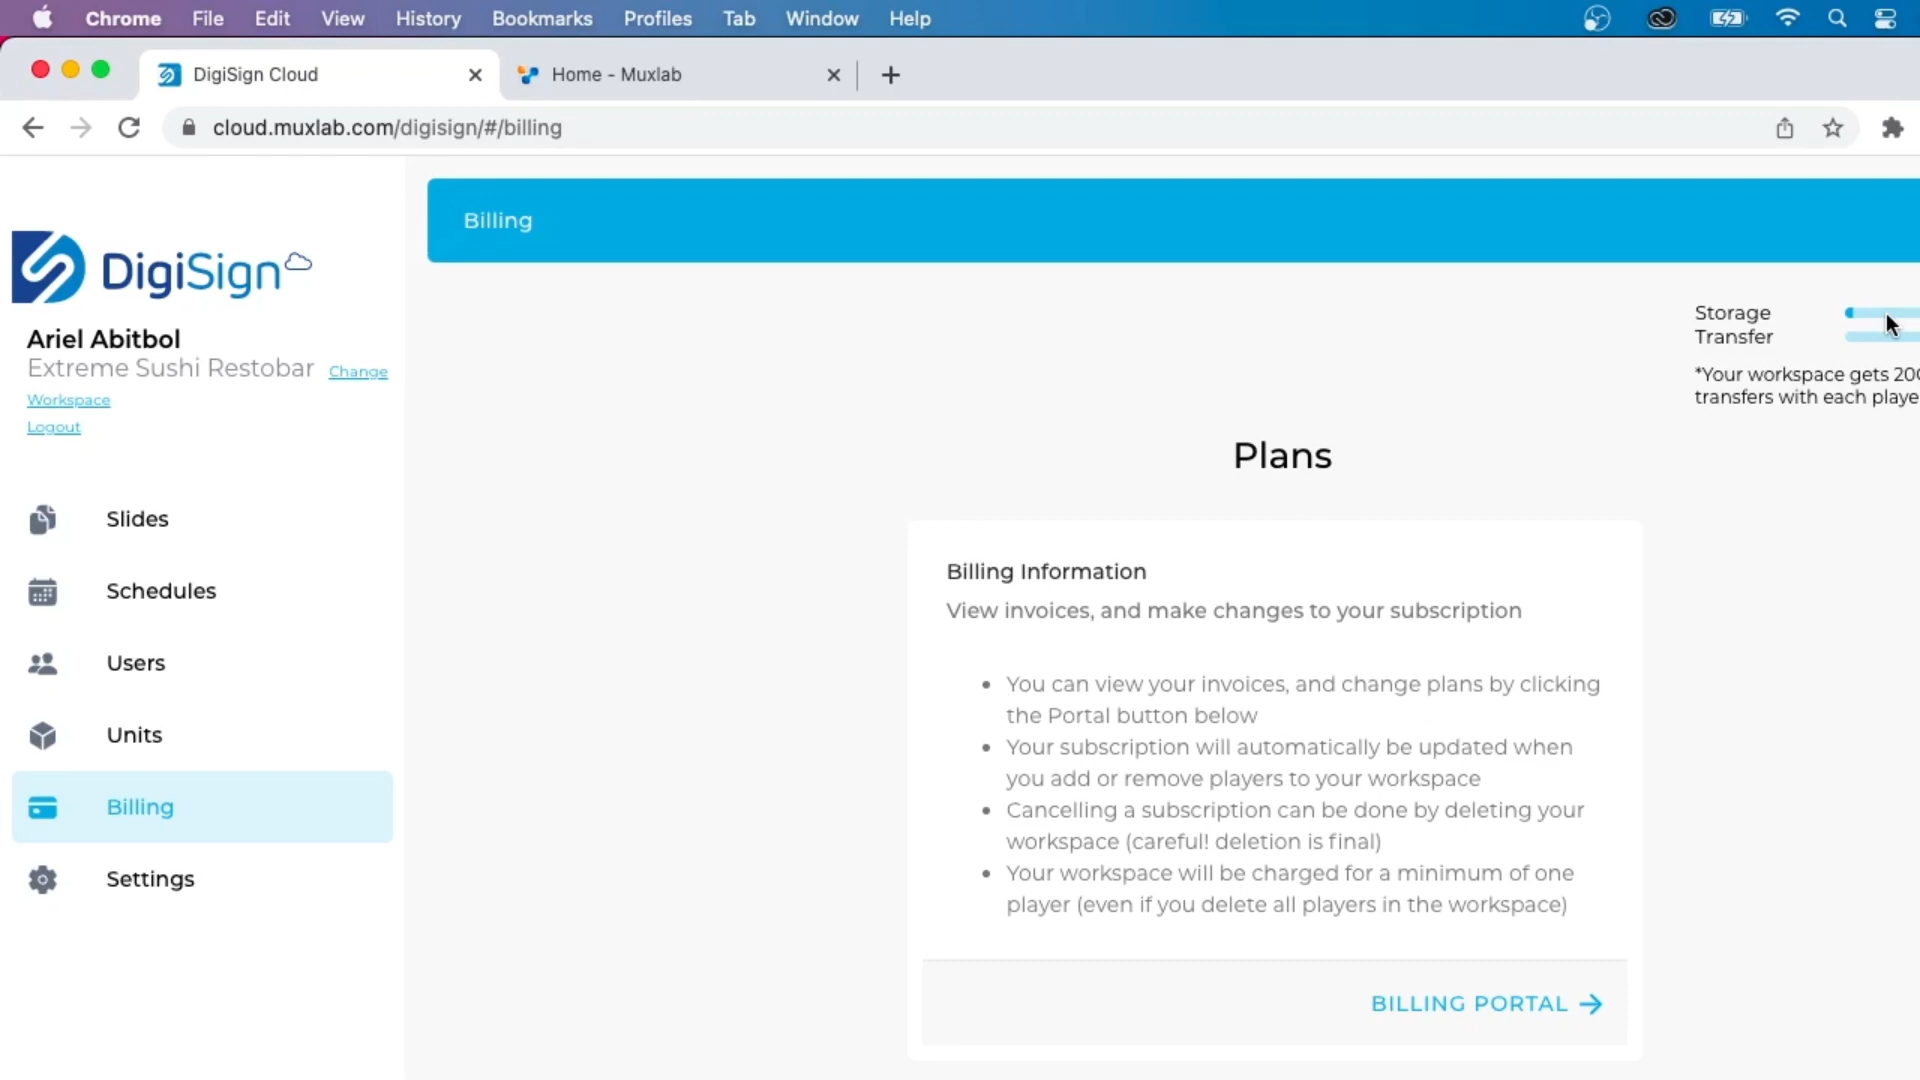 Chrome File Edit View History Bookmarks Profiles Tab Window Help
DigiSign Cloud Home - Muxlab
cloud.muxlab.com/digisign/#/billing
Billing
DigiSign
Storage
Ariel Abitbol
Transfer
Extreme Sushi Restobar Change
Workspace
*Your workspace gets
transfers with each
Logout
Plans
Slides
Schedules
Users
Units
Billing
Settings
Billing Information
View invoices, and make changes to your subscription
• You can view your invoices, and change plans by clicking
the Portal button below
• Your subscription will automatically be updated when
you add or remove players to your workspace
• Cancelling a subscription can be done by deleting your
workspace (careful! deletion is final)
• Your workspace will be charged for a minimum of one
player (even if you delete all players in the workspace)
BILLING PORTAL